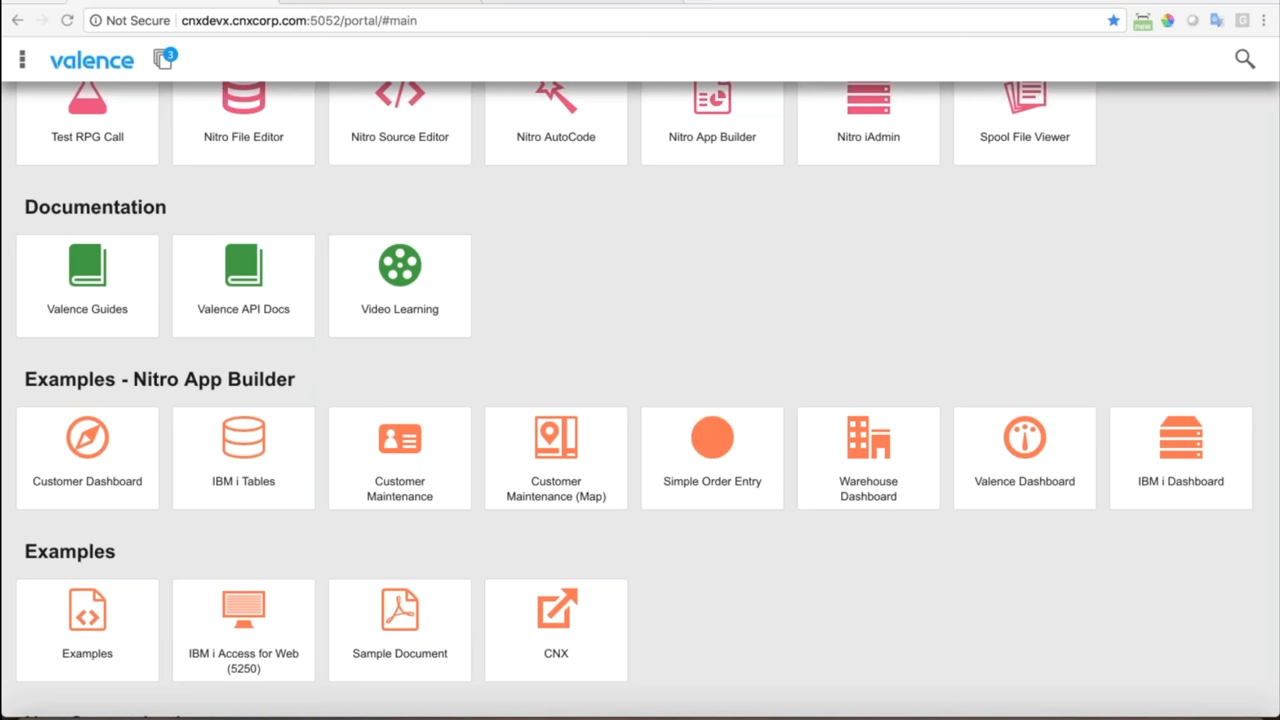 Not Secure cnxdevx.cnxcorp.com:5052/portal/#main
new
valence 3
Test RPG Call
Nitro File Editor
Nitro Source Editor
Nitro AutoCode
Nitro App Builder
Nitro iAdmin
Spool File Viewer
Documentation
Valence Guides
Valence API Docs
Video Learning
Examples - Nitro App Builder
Customer Dashboard
IBM i Tables
Customer
Maintenance
Customer
Maintenance (Map)
Simple Order Entry
Warehouse
Dashboard
Valence Dashboard
IBM i Dashboard
Examples
Examples
IBM i Access for Web
(5250)
Sample Document
CNX